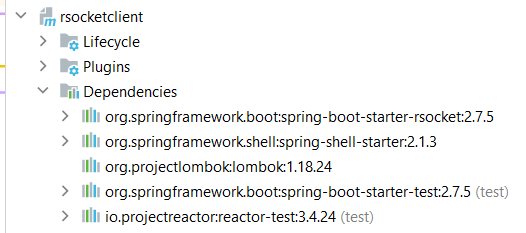 rsocketclient
Lifecycle
Plugins
Dependencies
org.springframework.boot:spring-boot-starter-rsocket:2.7.5
org.springframework.shell:spring-shell-starter:2.1.3
org.projectlombok:lombok:1.18.24
org.springframework.boot:spring-boot-starter-test:2.7.5 (test)
io.projectreactor:reactor-test:3.4.24 (test)